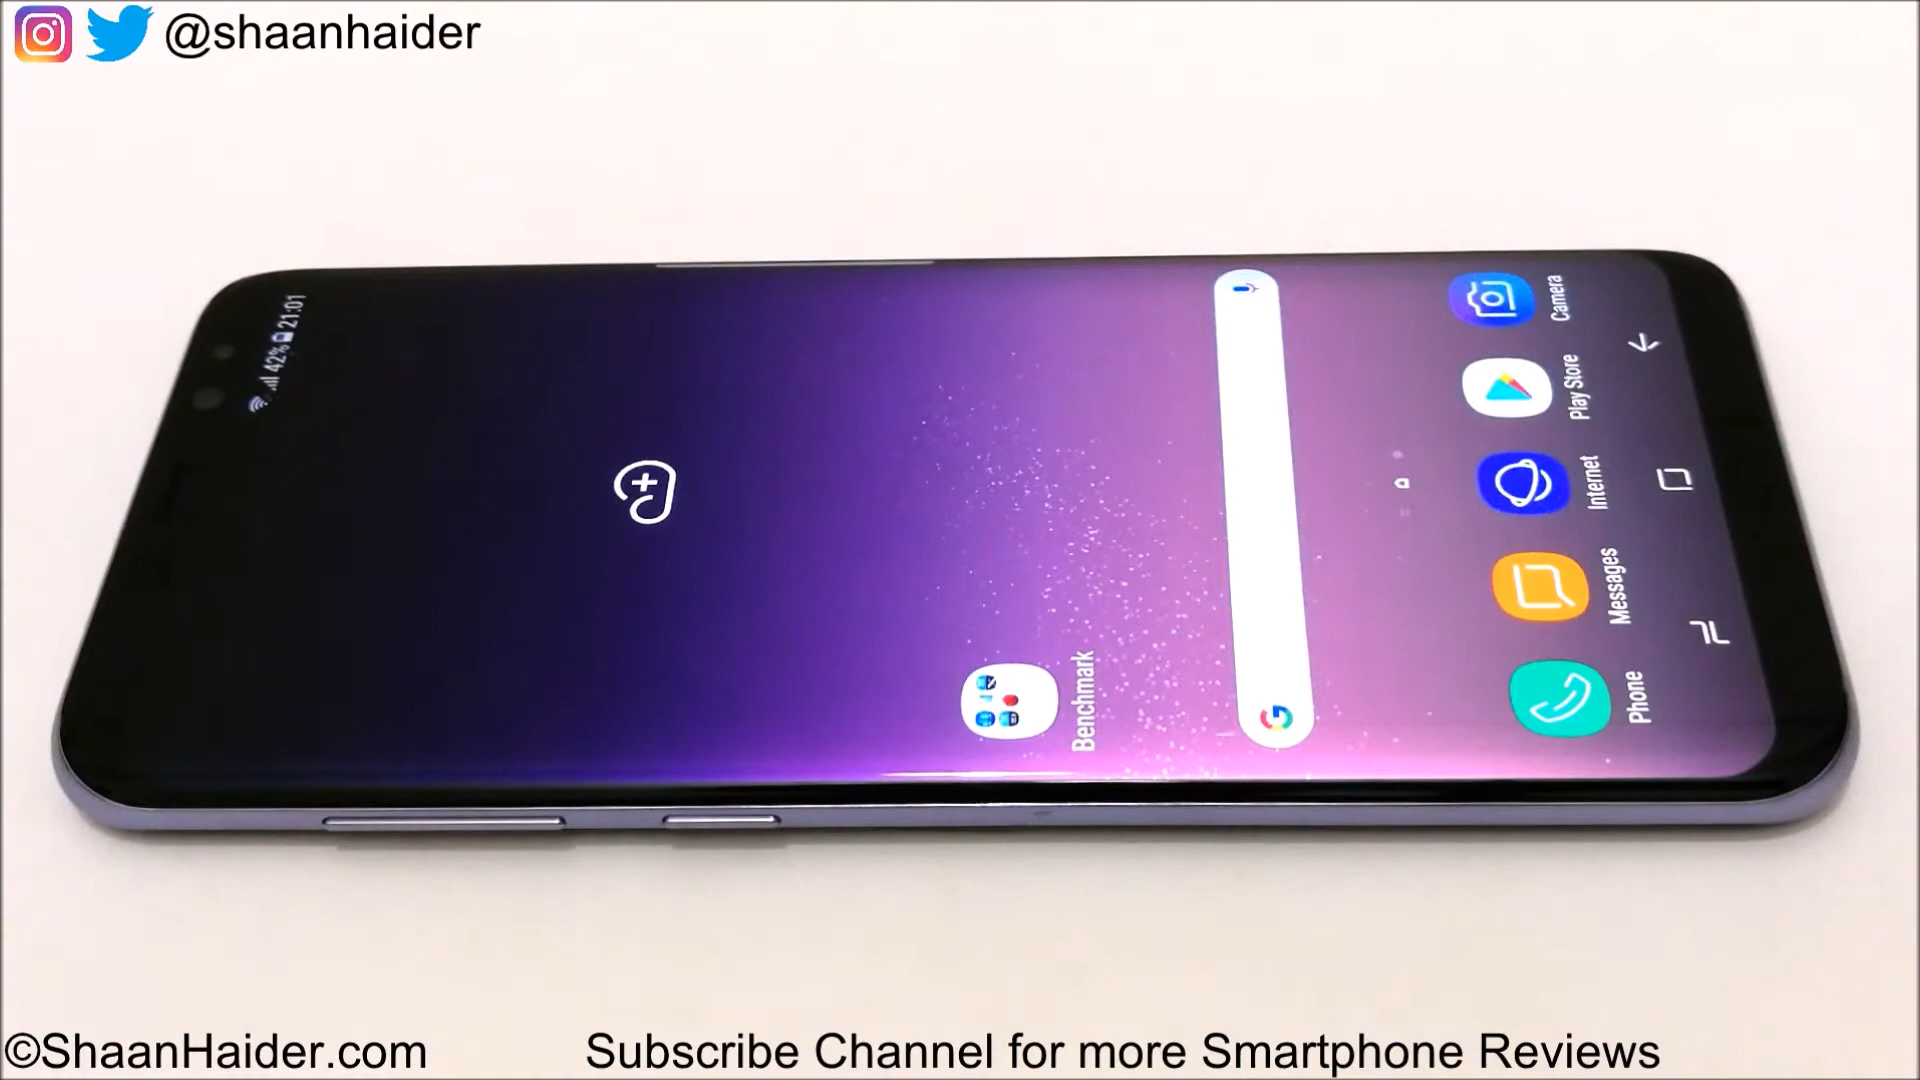 @shaanhaider
42% 21:01
Benchmark
Camera
Play Store
Internet
Messages
Phone
©ShaanHaider.com
Subscribe Channel for more Smartphone Reviews